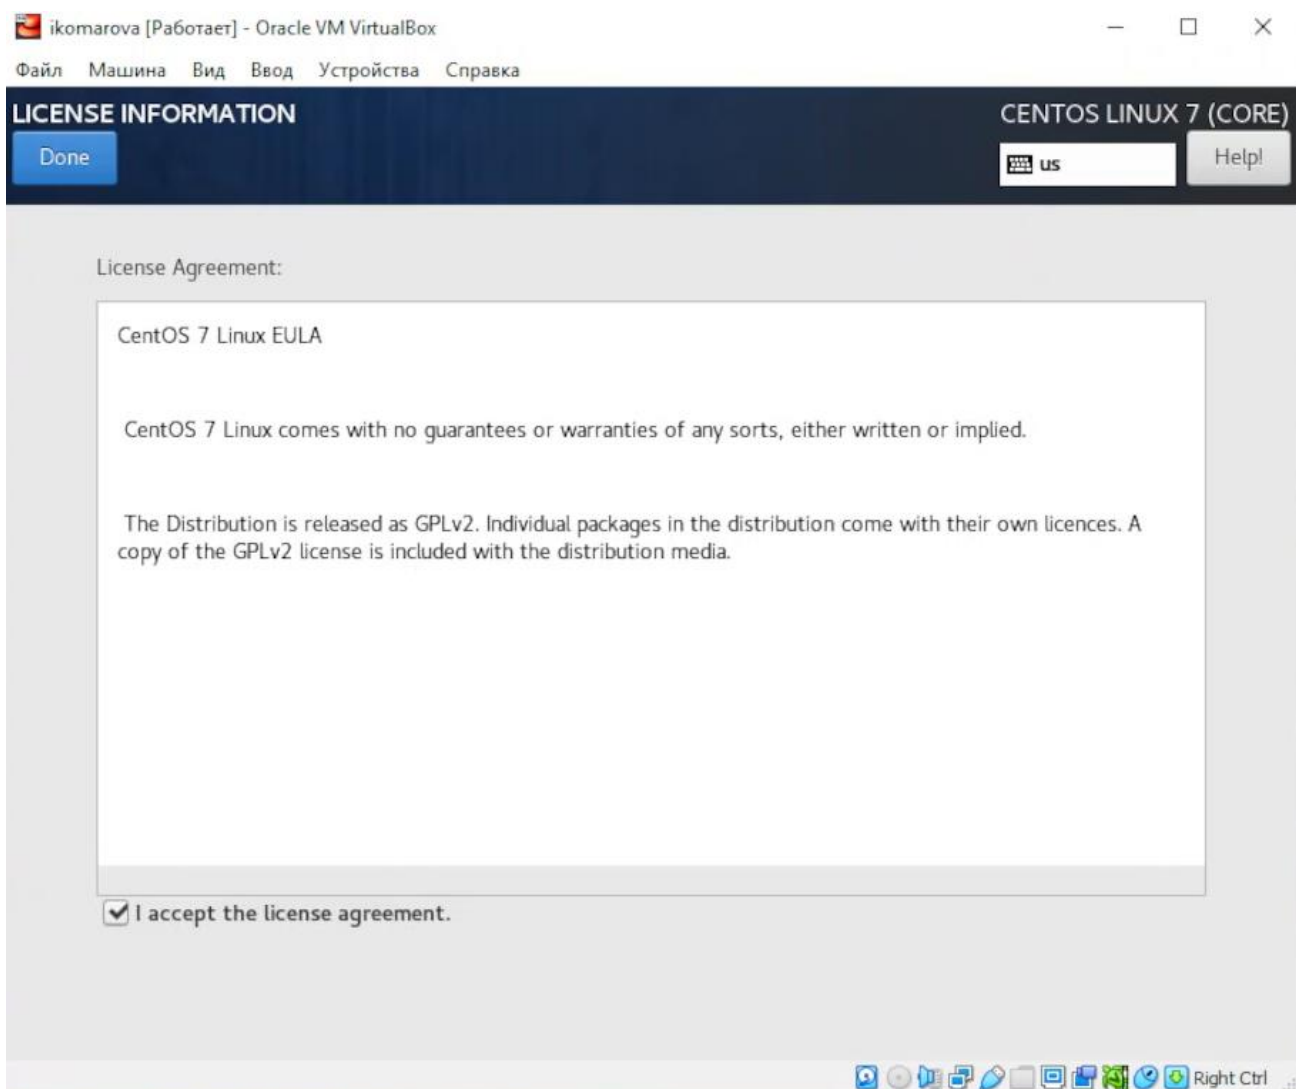 ikomarova [Работает] - Oracle VM VirtualBox
Файл Машина Вид Ввод Устройства Справка
LICENSE INFORMATION
CENTOS LINUX 7 (CORE)
Done
us
Help!
License Agreement:
CentOS 7 Linux EULA
CentOS 7 Linux comes with no guarantees or warranties of any sorts, either written or implied.
The Distribution is released as GPLv2. Individual packages in the distribution come with their own licences. A
copy of the GPLv2 license is included with the distribution media.
I accept the license agreement.
Right Ctrl